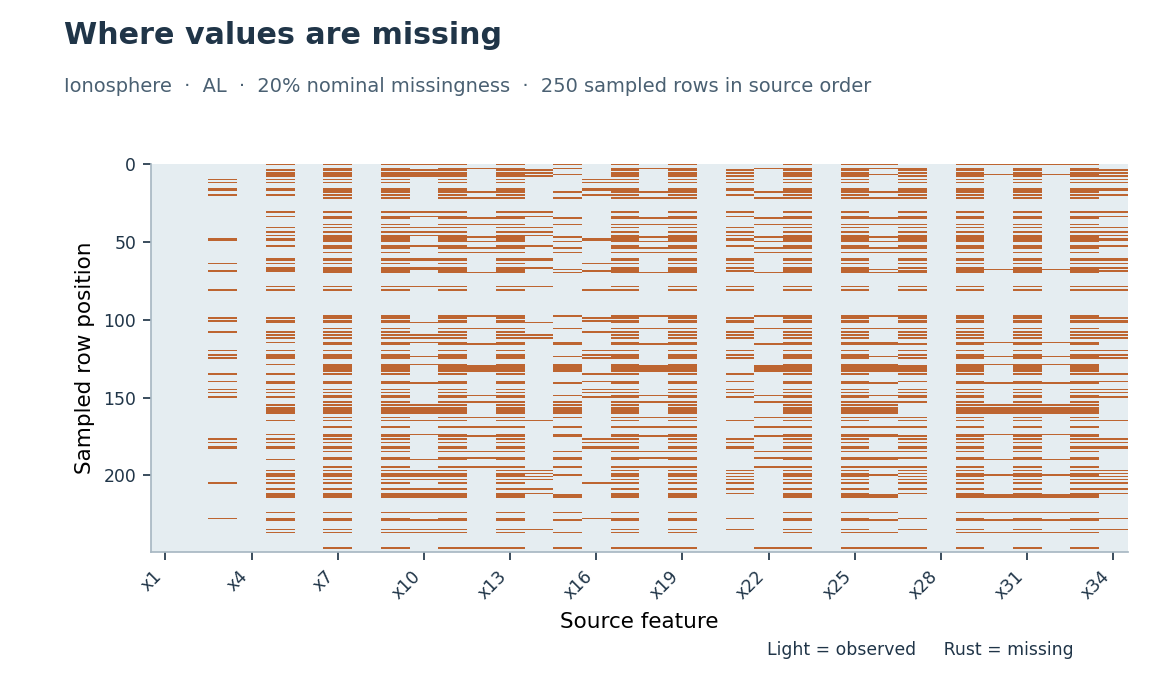 Where values are missing
Ionosphere · AL · 20% nominal missingness · 250 sampled rows in source order
0
50
100
150
200
Sampled row position
x1 x4 x7 x10 x13 x16 x19 x22 x25 x28 x31 x34
Source feature
Light = observed Rust = missing